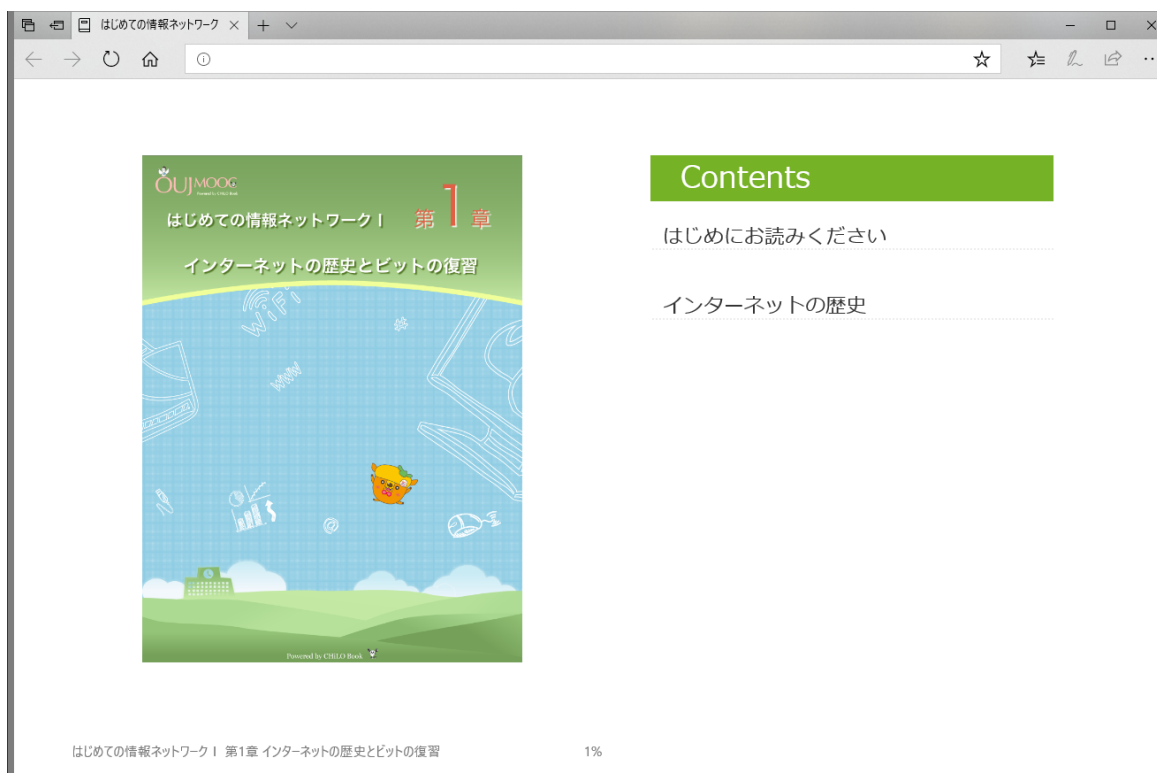 はじめての情報ネットワーク
OUJ MOOC
Powered by CHiLO Book
はじめての情報ネットワーク I 第1章
インターネットの歴史とビットの復習
WiFi
#
WWW
@
Powered by CHiLO Book
Contents
はじめにお読みください
インターネットの歴史
はじめての情報ネットワーク I 第1章 インターネットの歴史とビットの復習
1%